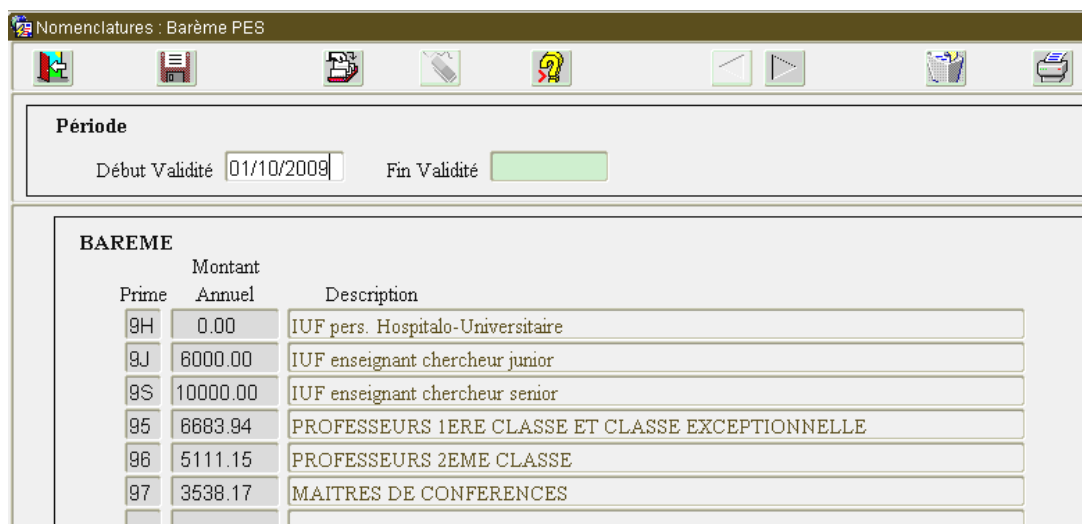 Nomenclatures : Barème PES
Période
Début Validité 01/10/2009 Fin Validité
BAREME
Montant
Prime Annuel Description
9H 0.00 IUF pers. Hospitalo-Universitaire
9J 6000.00 IUF enseignant chercheur junior
9S 10000.00 IUF enseignant chercheur senior
95 6683.94 PROFESSEURS 1ERE CLASSE ET CLASSE EXCEPTIONNELLE
96 5111.15 PROFESSEURS 2EME CLASSE
97 3538.17 MAITRES DE CONFERENCES